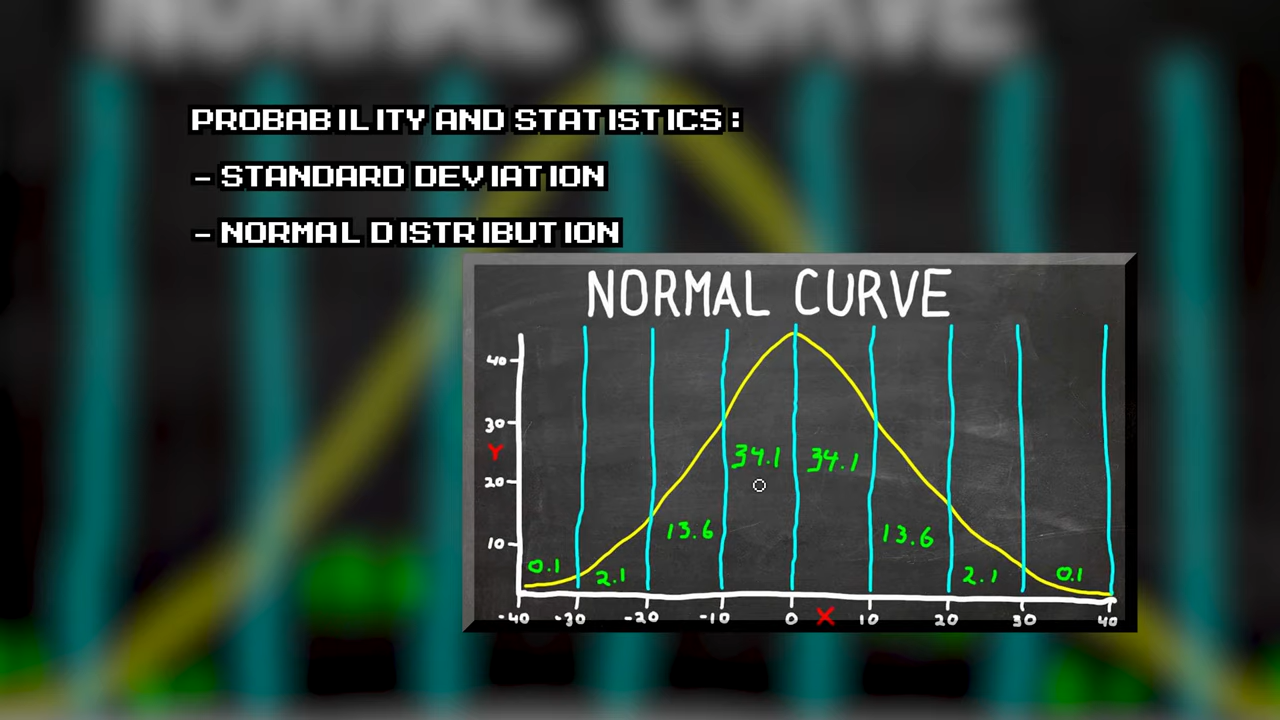 NORMAL CURVE
PROBABILITY AND STATISTICS:
- STANDARD DEVIATION
- NORMAL DISTRIBUTION
NORMAL CURVE
40
30
Y
20
10
34.1 34.1
13.6 13.6
0.1 2.1 2.1 0.1
-40 -30 -20 -10 0 X 10 20 30 40